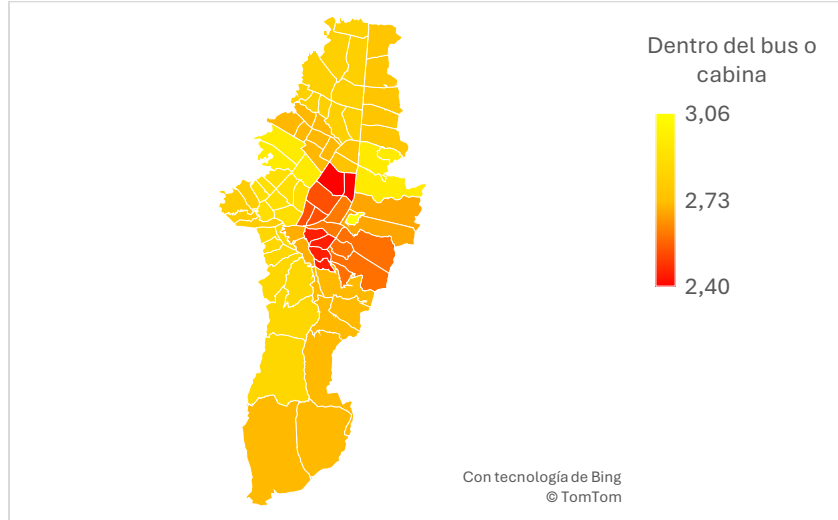 Dentro del bus o
cabina
3,06
2,73
2,40
Con tecnología de Bing
© TomTom